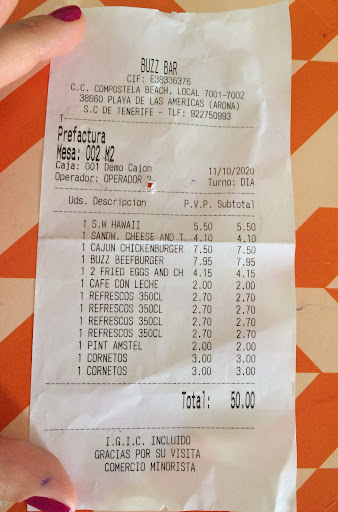 BUZZ BAR
CIF: E38336376
C.C. COMPOSTELA BEACH, LOCAL 7001-7002
38660 PLAYA DE LAS AMERICAS (ARONA)
S.C DE TENERIFE - TLF: 922750993
T
Prefactura
Mesa: 002 M2
Caja: 001 Demo Cajon 11/10/2020
Operador: OPERADOR 2 Turno: DIA
Uds. Descripcion P.V.P. Subtotal
1 S.W HAWAII 5.50 5.50
1 SANDW. CHEESE AND T. 4.10 4.10
1 CAJUN CHICKENBURGER 7.50 7.50
1 BUZZ BEEFBURGER 7.95 7.95
1 2 FRIED EGGS AND CH 4.15 4.15
1 CAFE CON LECHE 2.00 2.00
1 REFRESCOS 350CL 2.70 2.70
1 REFRESCOS 350CL 2.70 2.70
1 REFRESCOS 350CL 2.70 2.70
1 REFRESCOS 350CL 2.70 2.70
1 PINT AMSTEL 2.00 2.00
1 CORNETOS 3.00 3.00
1 CORNETOS 3.00 3.00
Total: 50.00
I.G.I.C. INCLUIDO
GRACIAS POR SU VISITA
COMERCIO MINORISTA